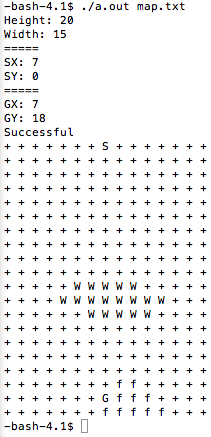 -bash-4.1$ ./a.out map.txt
Height: 20
Width: 15
=====
SX: 7
SY: 0
=====
GX: 7
GY: 18
Successful
+ + + + + + + S + + + + + + +
+ + + + + + + + + + + + + + +
+ + + + + + + + + + + + + + +
+ + + + + + + + + + + + + + +
+ + + + + + + + + + + + + + +
+ + + + + + + + + + + + + + +
+ + + + + + + + + + + + + + +
+ + + + + + + + + + + + + + +
+ + + + + + + + + + + + + + +
+ + + + + + + + + + + + + + +
+ + + + + W W W W W + + + + +
+ + + + W W W W W W W W + + +
+ + + + + + W W W W W + + + +
+ + + + + + + + + + + + + + +
+ + + + + + + + + + + + + + +
+ + + + + + + + + + + + + + +
+ + + + + + + + + + + + + + +
+ + + + + + + + f f + + + + +
+ + + + + + + G f f f f + + +
+ + + + + + + f f f f f + + +
-bash-4.1$